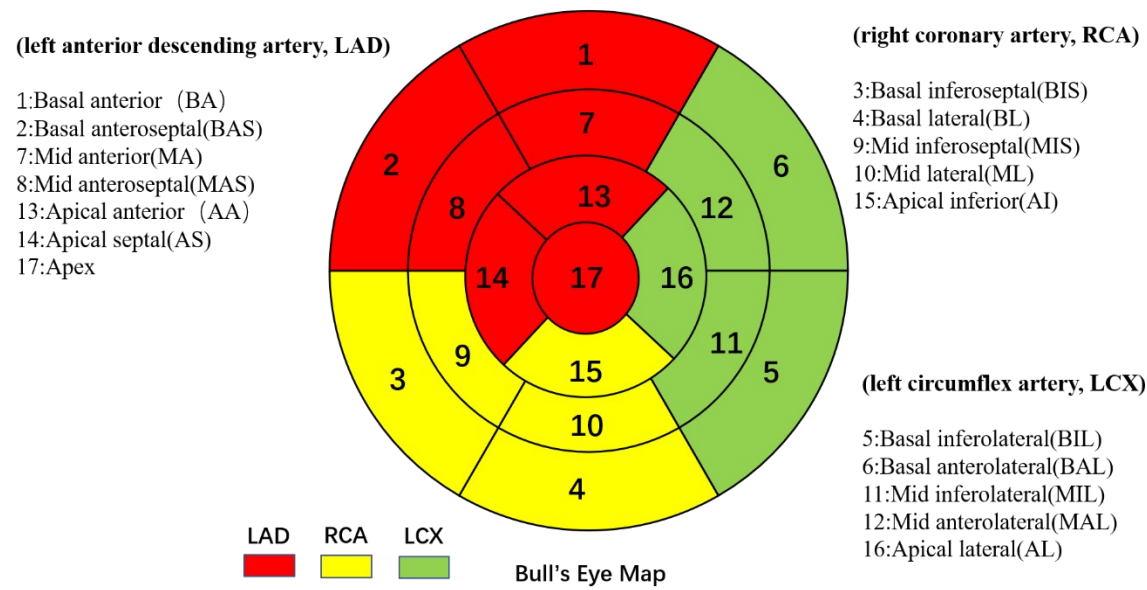 (left anterior descending artery, LAD)
1:Basal anterior（BA）
2:Basal anteroseptal(BAS)
7:Mid anterior(MA)
8:Mid anteroseptal(MAS)
13:Apical anterior（AA）
14:Apical septal(AS)
17:Apex
1
7
13
2
8
14
17
16
12
6
3
9
15
10
4
11
5
(right coronary artery, RCA)
3:Basal inferoseptal(BIS)
4:Basal lateral(BL)
9:Mid inferoseptal(MIS)
10:Mid lateral(ML)
15:Apical inferior(AI)
(left circumflex artery, LCX)
5:Basal inferolateral(BIL)
6:Basal anterolateral(BAL)
11:Mid inferolateral(MIL)
12:Mid anterolateral(MAL)
16:Apical lateral(AL)
LAD RCA LCX
Bull's Eye Map